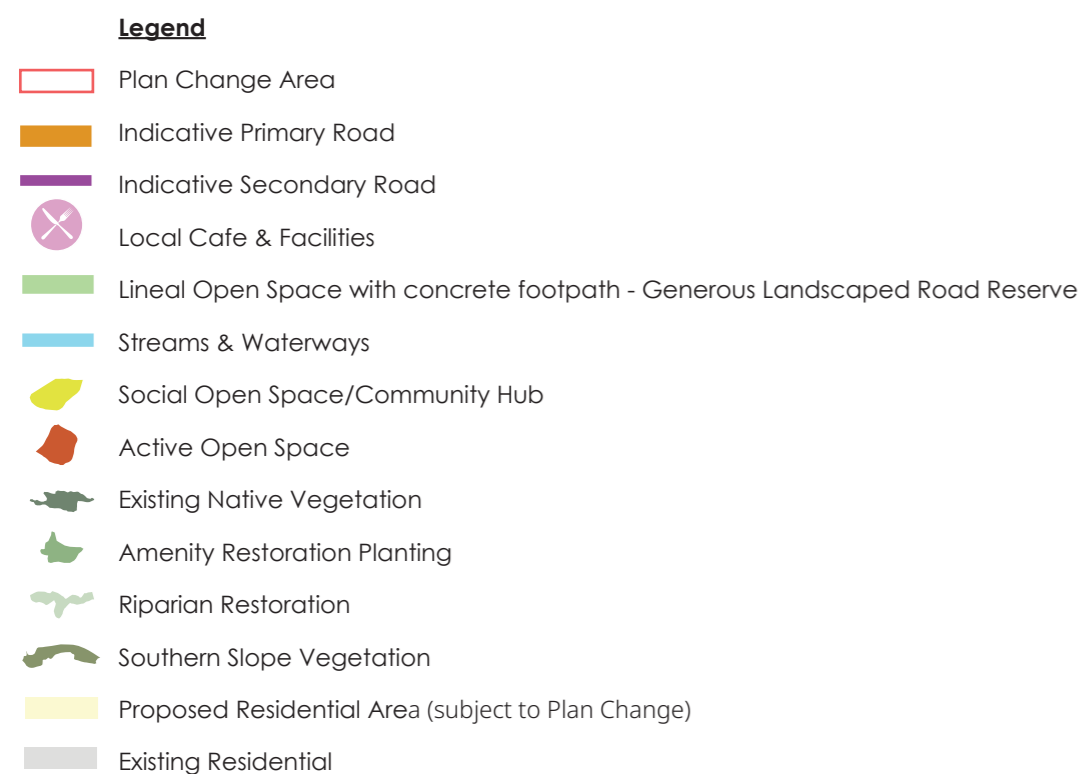 Legend
Plan Change Area
Indicative Primary Road
Indicative Secondary Road
Local Cafe & Facilities
Lineal Open Space with concrete footpath - Generous Landscaped Road Reserve
Streams & Waterways
Social Open Space/Community Hub
Active Open Space
Existing Native Vegetation
Amenity Restoration Planting
Riparian Restoration
Southern Slope Vegetation
Proposed Residential Area (subject to Plan Change)
Existing Residential